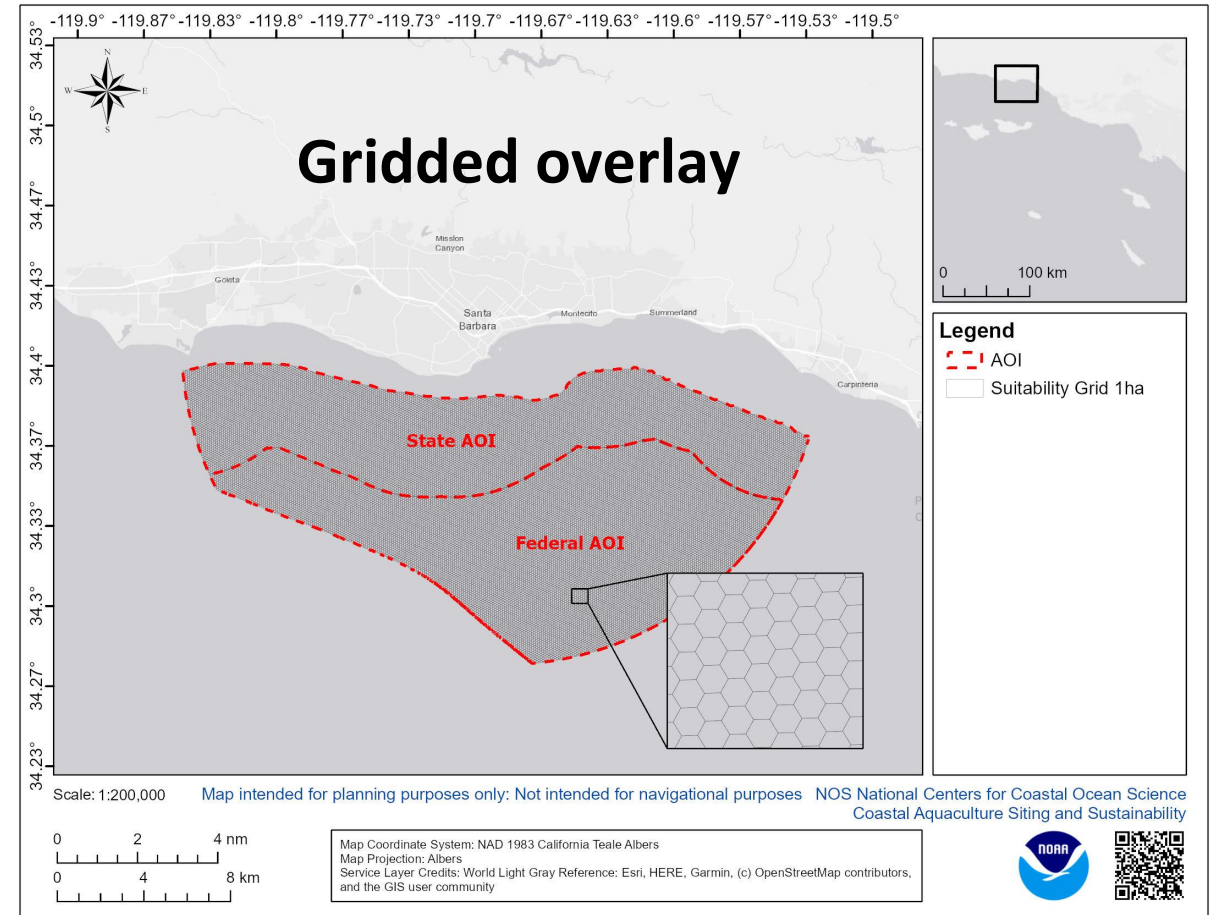 -119.9° -119.87° -119.83° -119.8° -119.77° -119.73° -119.7° -119.67° -119.63° -119.6° -119.57° -119.53° -119.5°
34.53°
34.5°
34.47°
34.43°
34.4°
34.37°
34.33°
34.3°
34.27°
34.23°
N
W E
S
Gridded overlay
Mission
Canyon
Goleta
Santa
Barbara
Montecito
Summerland
Carpinteria
State AOI
Federal AOI
0 100 km
Legend
AOI
Suitability Grid 1ha
Scale: 1:200,000
Map intended for planning purposes only: Not intended for navigational purposes
NOS National Centers for Coastal Ocean Science
Coastal Aquaculture Siting and Sustainability
0 2 4 nm
0 4 8 km
Map Coordinate System: NAD 1983 California Teale Albers
Map Projection: Albers
Service Layer Credits: World Light Gray Reference: Esri, HERE, Garmin, (c) OpenStreetMap contributors,
and the GIS user community
NOAA